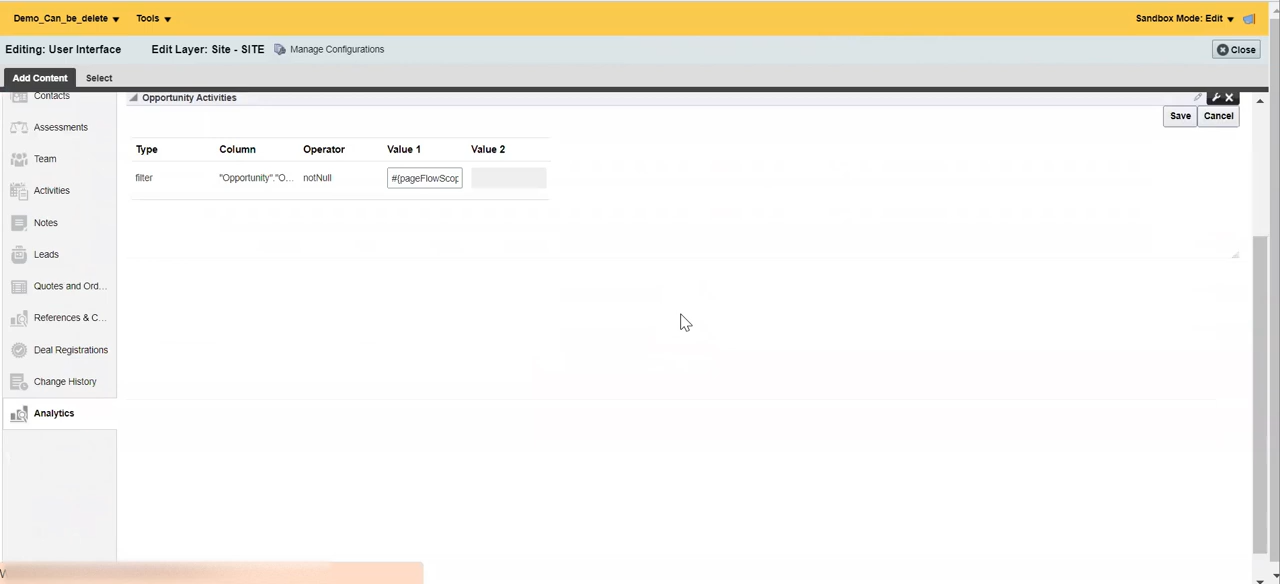 Demo_Can_be_delete Tools Sandbox Mode: Edit
Editing: User Interface Edit Layer: Site - SITE Manage Configurations Close
Add Content Select
Contacts
Opportunity Activities
Save Cancel
Assessments
Type Column Operator Value 1 Value 2
Team
filter "Opportunity"."O... notNull #{pageFlowScop
Activities
Notes
Leads
Quotes and Ord...
References & C...
Deal Registrations
Change History
Analytics